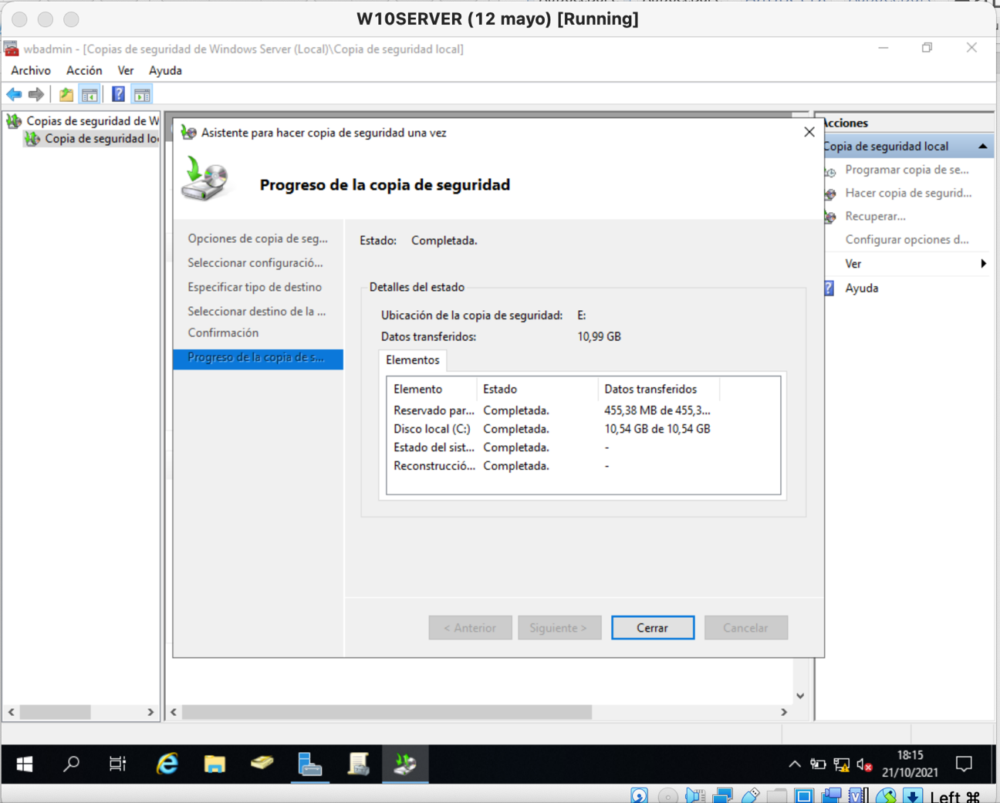 W10SERVER (12 mayo) [Running]
wbadmin - [Copias de seguridad de Windows Server (Local)\Copia de seguridad local]
Archivo Acción Ver Ayuda
Copias de seguridad de W
Copia de seguridad lo
Asistente para hacer copia de seguridad una vez
Progreso de la copia de seguridad
Opciones de copia de seg...
Seleccionar configuració...
Especificar tipo de destino
Seleccionar destino de la ...
Confirmación
Progreso de la copia de s...
Estado: Completada.
Detalles del estado
Ubicación de la copia de seguridad: E:
Datos transferidos: 10,99 GB
Elementos
Elemento Estado Datos transferidos
Reservado par... Completada. 455,38 MB de 455,3...
Disco local (C:) Completada. 10,54 GB de 10,54 GB
Estado del sist... Completada. -
Reconstrucció... Completada. -
< Anterior Siguiente > Cerrar Cancelar
Acciones
Copia de seguridad local
Programar copia de se...
Hacer copia de segurid...
Recuperar...
Configurar opciones d...
Ver
Ayuda
18:15
21/10/2021
Left ⌘